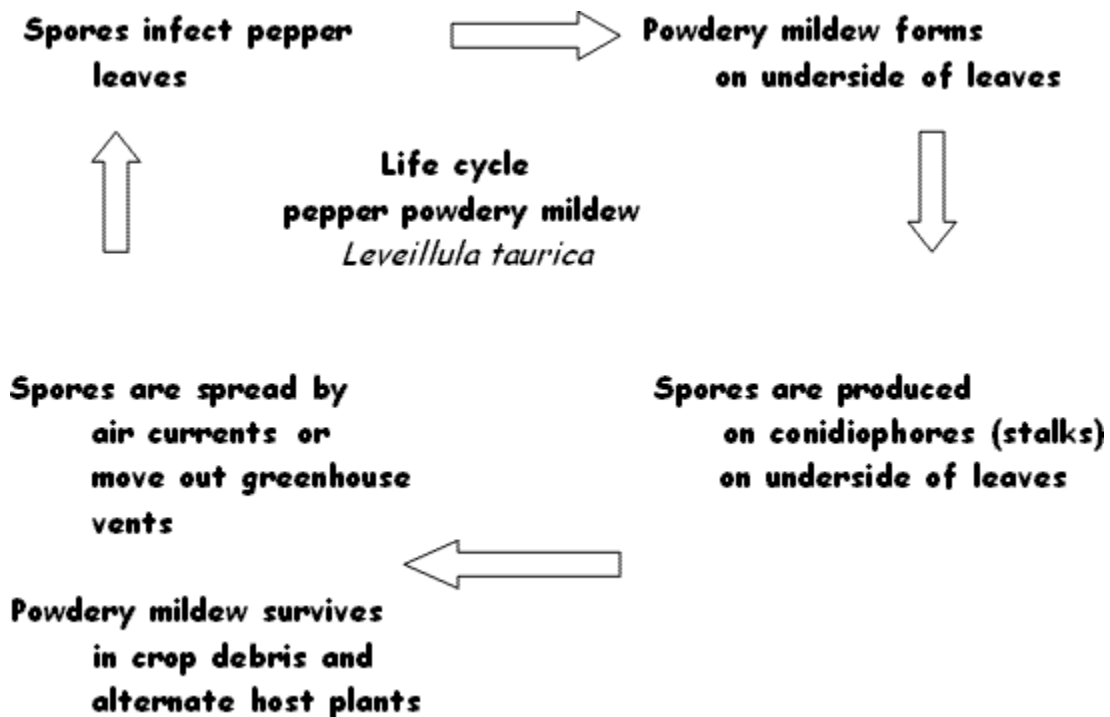 Spores infect pepper
leaves
Powdery mildew forms
on underside of leaves
Life cycle
pepper powdery mildew
Leveillula taurica
Spores are produced
on conidiophores (stalks)
on underside of leaves
Spores are spread by
air currents or
move out greenhouse
vents
Powdery mildew survives
in crop debris and
alternate host plants